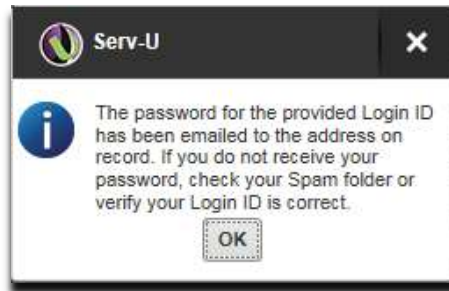 Serv-U
The password for the provided Login ID
has been emailed to the address on
record. If you do not receive your
password, check your Spam folder or
verify your Login ID is correct.
OK